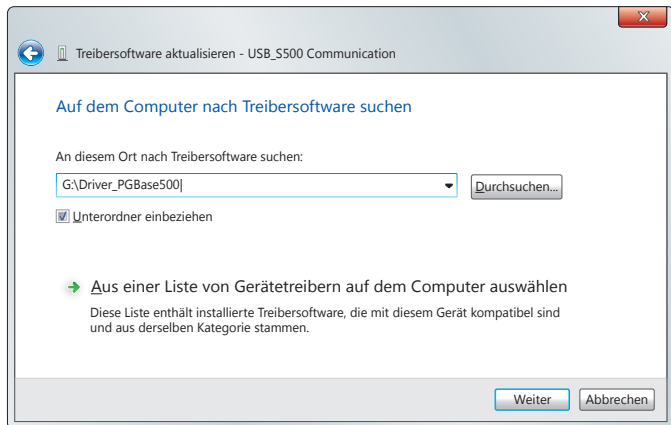 Treibersoftware aktualisieren - USB_S500 Communication
Auf dem Computer nach Treibersoftware suchen
An diesem Ort nach Treibersoftware suchen:
G:\Driver_PGBase500
Durchsuchen...
Unterordner einbeziehen
Aus einer Liste von Gerätetreibern auf dem Computer auswählen
Diese Liste enthält installierte Treibersoftware, die mit diesem Gerät kompatibel sind
und aus derselben Kategorie stammen.
Weiter Abbrechen